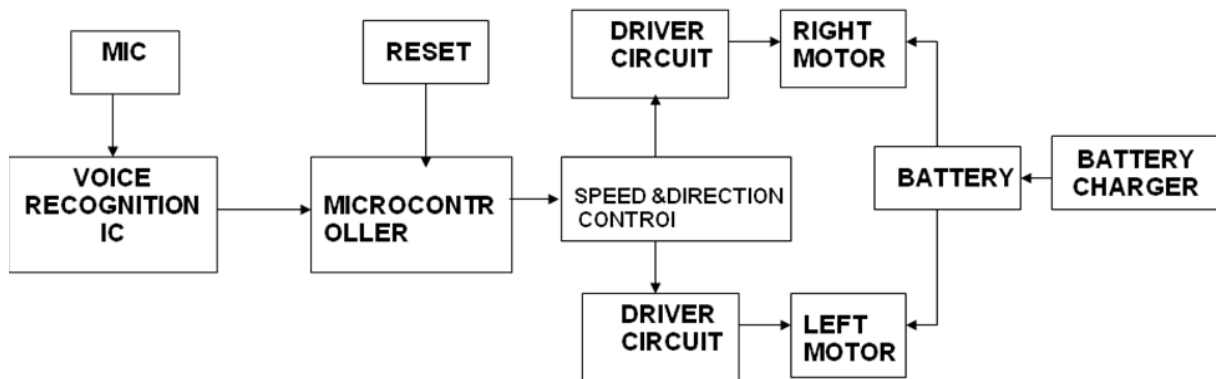 MIC
RESET
DRIVER
CIRCUIT
RIGHT
MOTOR
VOICE
RECOGNITION
IC
MICROCONTR
OLLER
SPEED &DIRECTION
CONTROl
BATTERY
BATTERY
CHARGER
DRIVER
CIRCUIT
LEFT
MOTOR